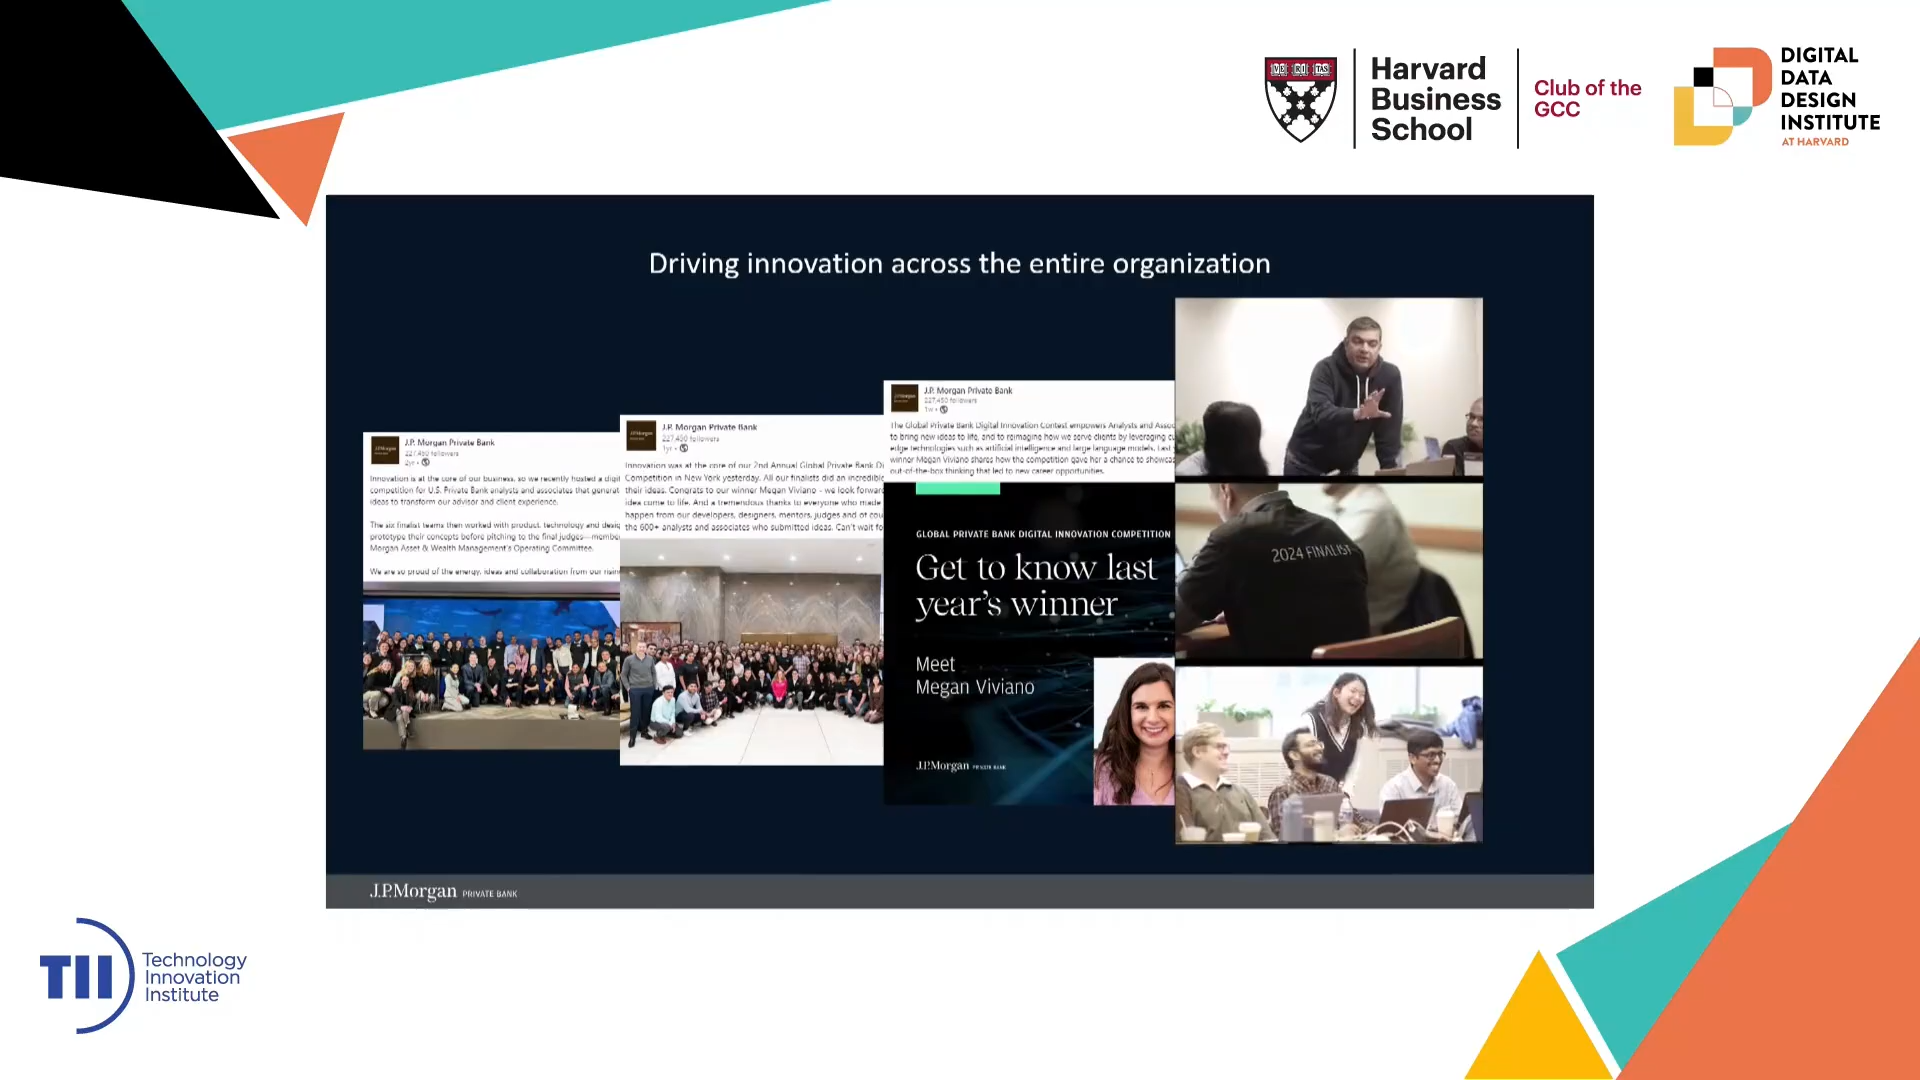 VE RI TAS
Harvard
Business
School
Club of the
GCC
DIGITAL
DATA
DESIGN
INSTITUTE
AT HARVARD
Driving innovation across the entire organization
J.P. Morgan Private Bank
227,450 followers
2yr •
Innovation is at the core of our business, so we recently hosted a digit
competition for U.S. Private Bank analysts and associates that generat
ideas to transform our advisor and client experience.
The six finalist teams then worked with product, technology and desig
prototype their concepts before pitching to the final judges—membe
Morgan Asset & Wealth Management's Operating Committee.
We are so proud of the energy, ideas and collaboration from our risin
J.P. Morgan Private Bank
227,450 followers
1yr •
Innovation was at the core of our 2nd Annual Global Private Bank Di
Competition in New York yesterday. All our finalists did an incredible
their ideas. Congrats to our winner Megan Viviano - we look forwar
idea come to life. And a tremendous thanks to everyone who made
happen from our developers, designers, mentors, judges and of cou
the 600+ analysts and associates who submitted ideas. Can't wait fo
J.P. Morgan Private Bank
227,450 followers
1w •
The Global Private Bank Digital Innovation Contest empowers Analysts and Assoc
to bring new ideas to life, and to reimagine how we serve clients by leveraging cu
edge technologies such as artificial intelligence and large language models. Last
winner Megan Viviano shares how the competition gave her a chance to showcas
out-of-the-box thinking that led to new career opportunities.
GLOBAL PRIVATE BANK DIGITAL INNOVATION COMPETITION
Get to know last
year's winner
Meet
Megan Viviano
J.P.Morgan PRIVATE BANK
2024 FINALIST
J.P.Morgan PRIVATE BANK
TII
Technology
Innovation
Institute